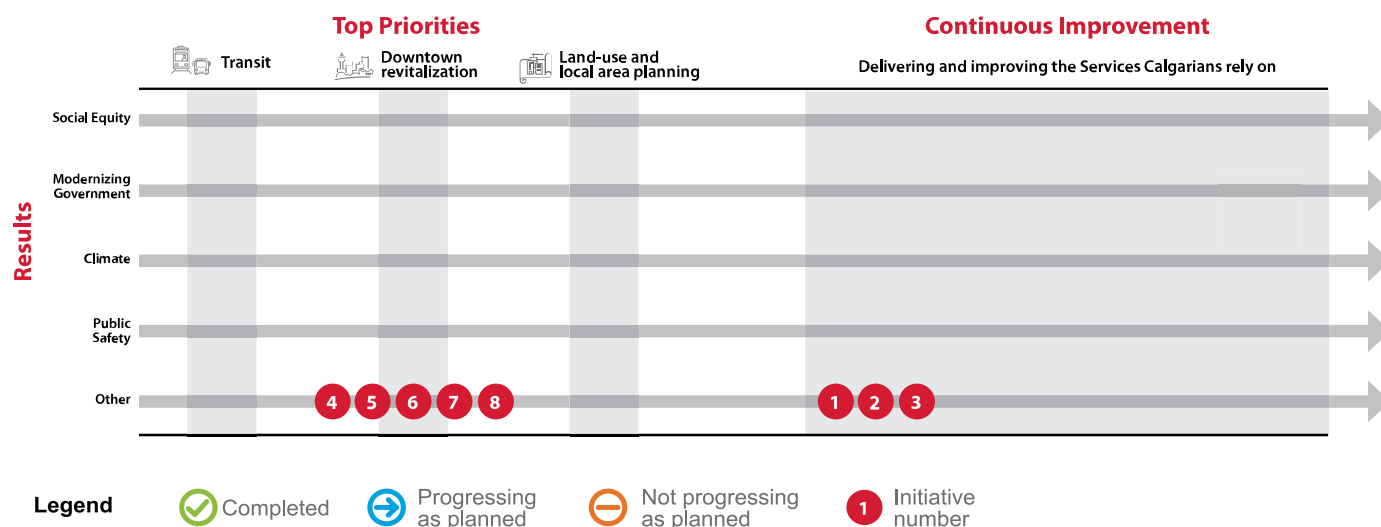 Top Priorities
Continuous Improvement
Transit
Downtown
revitalization
Land-use and
local area planning
Delivering and improving the Services Calgarians rely on
Results
Social Equity
Modernizing
Government
Climate
Public
Safety
Other
4 5 6 7 8
1 2 3
Legend
Completed
Progressing
as planned
Not progressing
as planned
1
Initiative
number